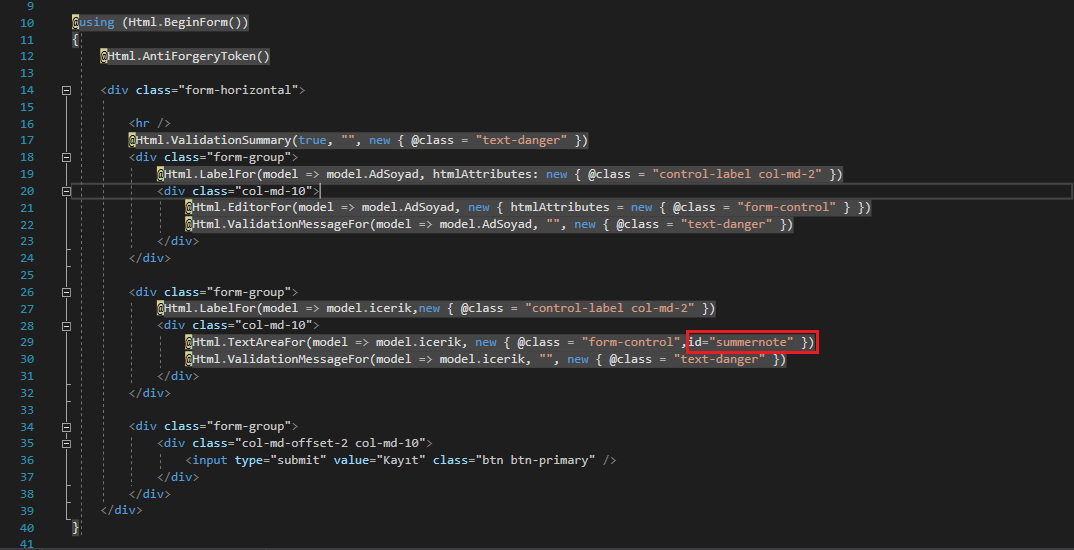 9
10 @using (Html.BeginForm())
11 {
12 @Html.AntiForgeryToken()
13
14 <div class="form-horizontal">
15
16 <hr />
17 @Html.ValidationSummary(true, "", new { @class = "text-danger" })
18 <div class="form-group">
19 @Html.LabelFor(model => model.AdSoyad, htmlAttributes: new { @class = "control-label col-md-2" })
20 <div class="col-md-10">
21 @Html.EditorFor(model => model.AdSoyad, new { htmlAttributes = new { @class = "form-control" } })
22 @Html.ValidationMessageFor(model => model.AdSoyad, "", new { @class = "text-danger" })
23 </div>
24 </div>
25
26 <div class="form-group">
27 @Html.LabelFor(model => model.icerik,new { @class = "control-label col-md-2" })
28 <div class="col-md-10">
29 @Html.TextAreaFor(model => model.icerik, new { @class = "form-control",id="summernote" })
30 @Html.ValidationMessageFor(model => model.icerik, "", new { @class = "text-danger" })
31 </div>
32 </div>
33
34 <div class="form-group">
35 <div class="col-md-offset-2 col-md-10">
36 <input type="submit" value="Kayıt" class="btn btn-primary" />
37 </div>
38 </div>
39 </div>
40 }
41